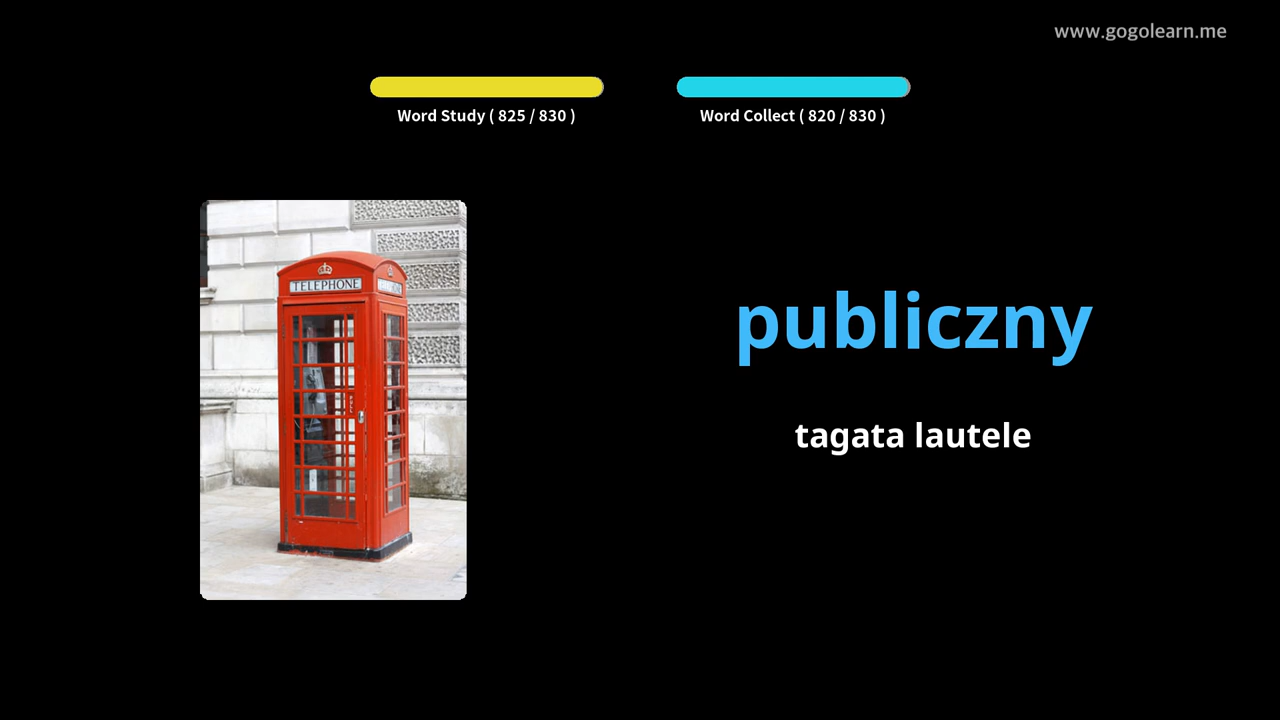 www.gogolearn.me
Word Study ( 825 / 830 )
Word Collect ( 820 / 830 )
TELEPHONE
publiczny
tagata lautele